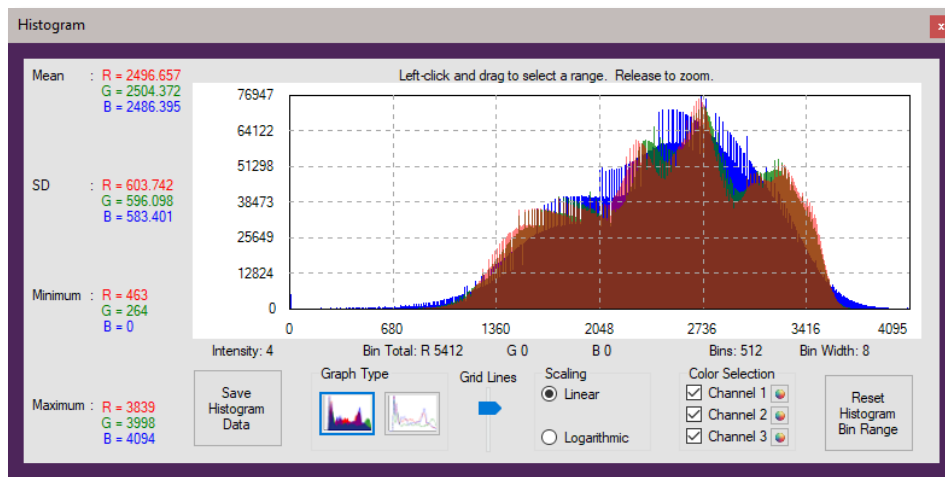 Histogram
x
Left-click and drag to select a range. Release to zoom.
Mean : R = 2496.657
G = 2504.372
B = 2486.395
SD : R = 603.742
G = 596.098
B = 583.401
Minimum : R = 463
G = 264
B = 0
Maximum : R = 3839
G = 3998
B = 4094
76947
64122
51298
38473
25649
12824
0
0 680 1360 2048 2736 3416 4095
Intensity: 4 Bin Total: R 5412 G 0 B 0 Bins: 512 Bin Width: 8
Save
Histogram
Data
Graph Type
Grid Lines
Scaling
Linear
Logarithmic
Color Selection
Channel 1
Channel 2
Channel 3
Reset
Histogram
Bin Range